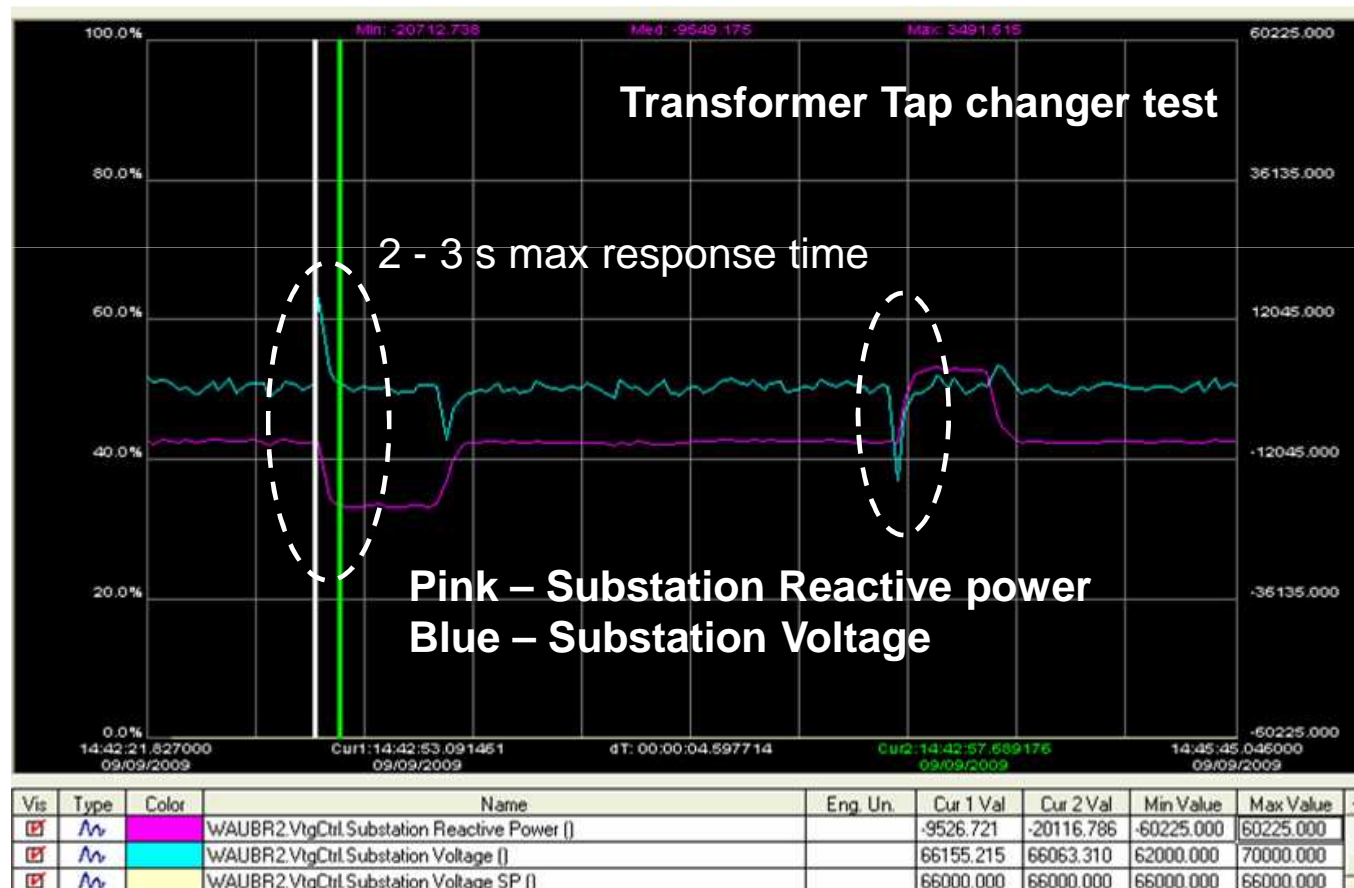 100.0%
Min: -20712.738
Med: -9549.175
Max: 3491.615
60225.000
Transformer Tap changer test
80.0%
36135.000
2 - 3 s max response time
60.0%
12045.000
40.0%
-12045.000
20.0%
-36135.000
Pink – Substation Reactive power
Blue – Substation Voltage
0.0%
-60225.000
14:42:21.827000 Cur1:14:42:53.091461 dT: 00:00:04.597714 Cur2:14:42:57.689176 14:45:45.046000
09/09/2009 09/09/2009 09/09/2009 09/09/2009
Vis Type Color Name Eng. Un. Cur 1 Val Cur 2 Val Min Value Max Value
WAUBR2.VtgCtrl.Substation Reactive Power () -9526.721 -20116.786 -60225.000 60225.000
WAUBR2.VtgCtrl.Substation Voltage () 66155.215 66063.310 62000.000 70000.000
WAUBR2.VtgCtrl.Substation Voltage SP () 66000.000 66000.000 66000.000 66000.000